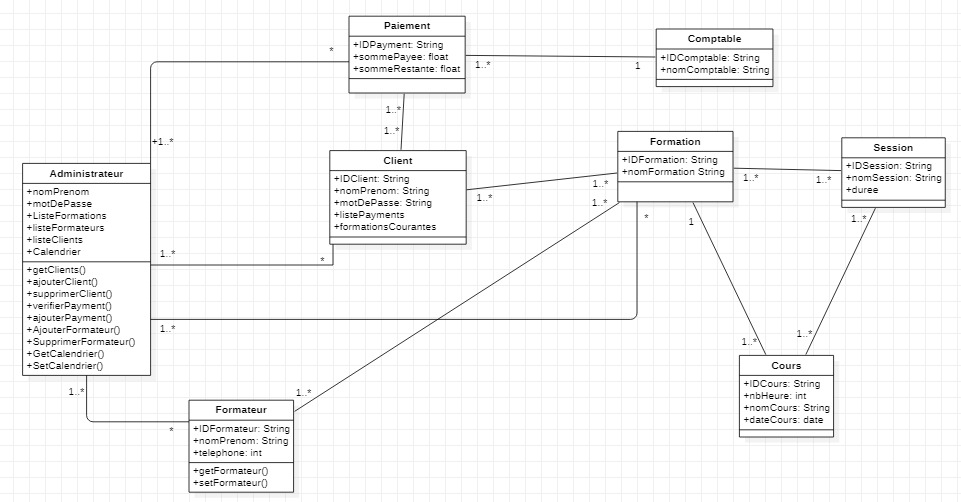 Paiement
+IDPayment: String
+sommePayee: float
+sommeRestante: float
*
1..*
1
Comptable
+IDComptable: String
+nomComptable: String
1..*
1..*
+1..*
Administrateur
+nomPrenom
+motDePasse
+ListeFormations
+listeFormateurs
+listeClients
+Calendrier
+getClients()
+ajouterClient()
+supprimerClient()
+verifierPayment()
+ajouterPayment()
+AjouterFormateur()
+SupprimerFormateur()
+GetCalendrier()
+SetCalendrier()
Client
+IDClient: String
+nomPrenom: String
+motDePasse: String
+listePayments
+formationsCourantes
1..*
1..*
1..*
*
1
Formation
+IDFormation: String
+nomFormation String
1..*
1..*
Session
+IDSession: String
+nomSession: String
+duree
1..*
1..*
*
1..*
1..*
1..*
Cours
+IDCours: String
+nbHeure: int
+nomCours: String
+dateCours: date
1..*
*
1..*
Formateur
+IDFormateur: String
+nomPrenom: String
+telephone: int
+getFormateur()
+setFormateur()